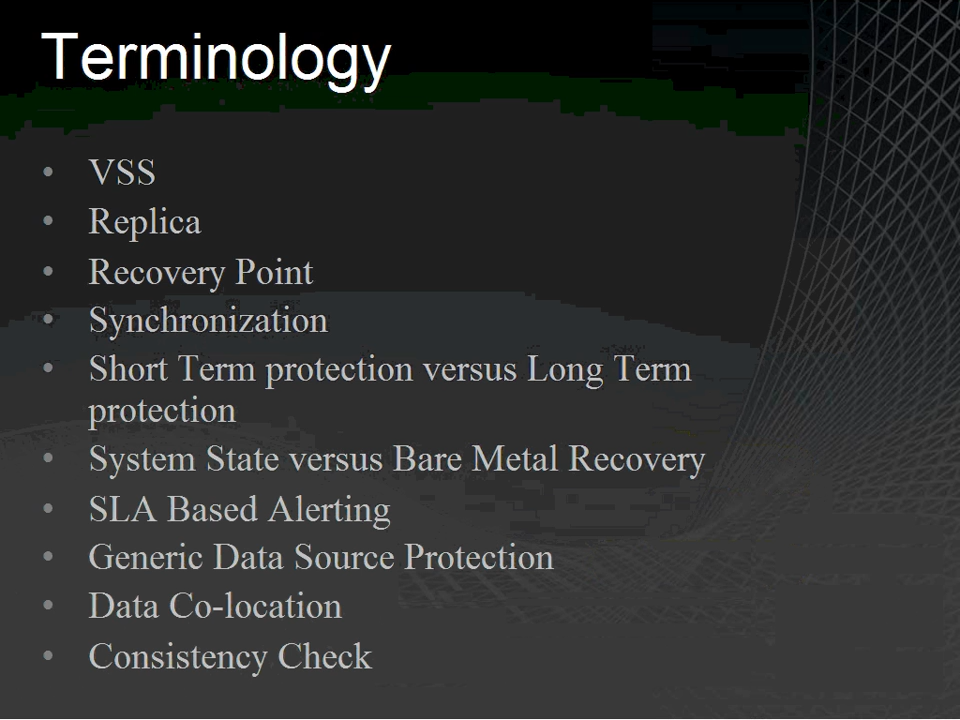 Terminology
• VSS
• Replica
• Recovery Point
• Synchronization
• Short Term protection versus Long Term
protection
• System State versus Bare Metal Recovery
• SLA Based Alerting
• Generic Data Source Protection
• Data Co-location
• Consistency Check